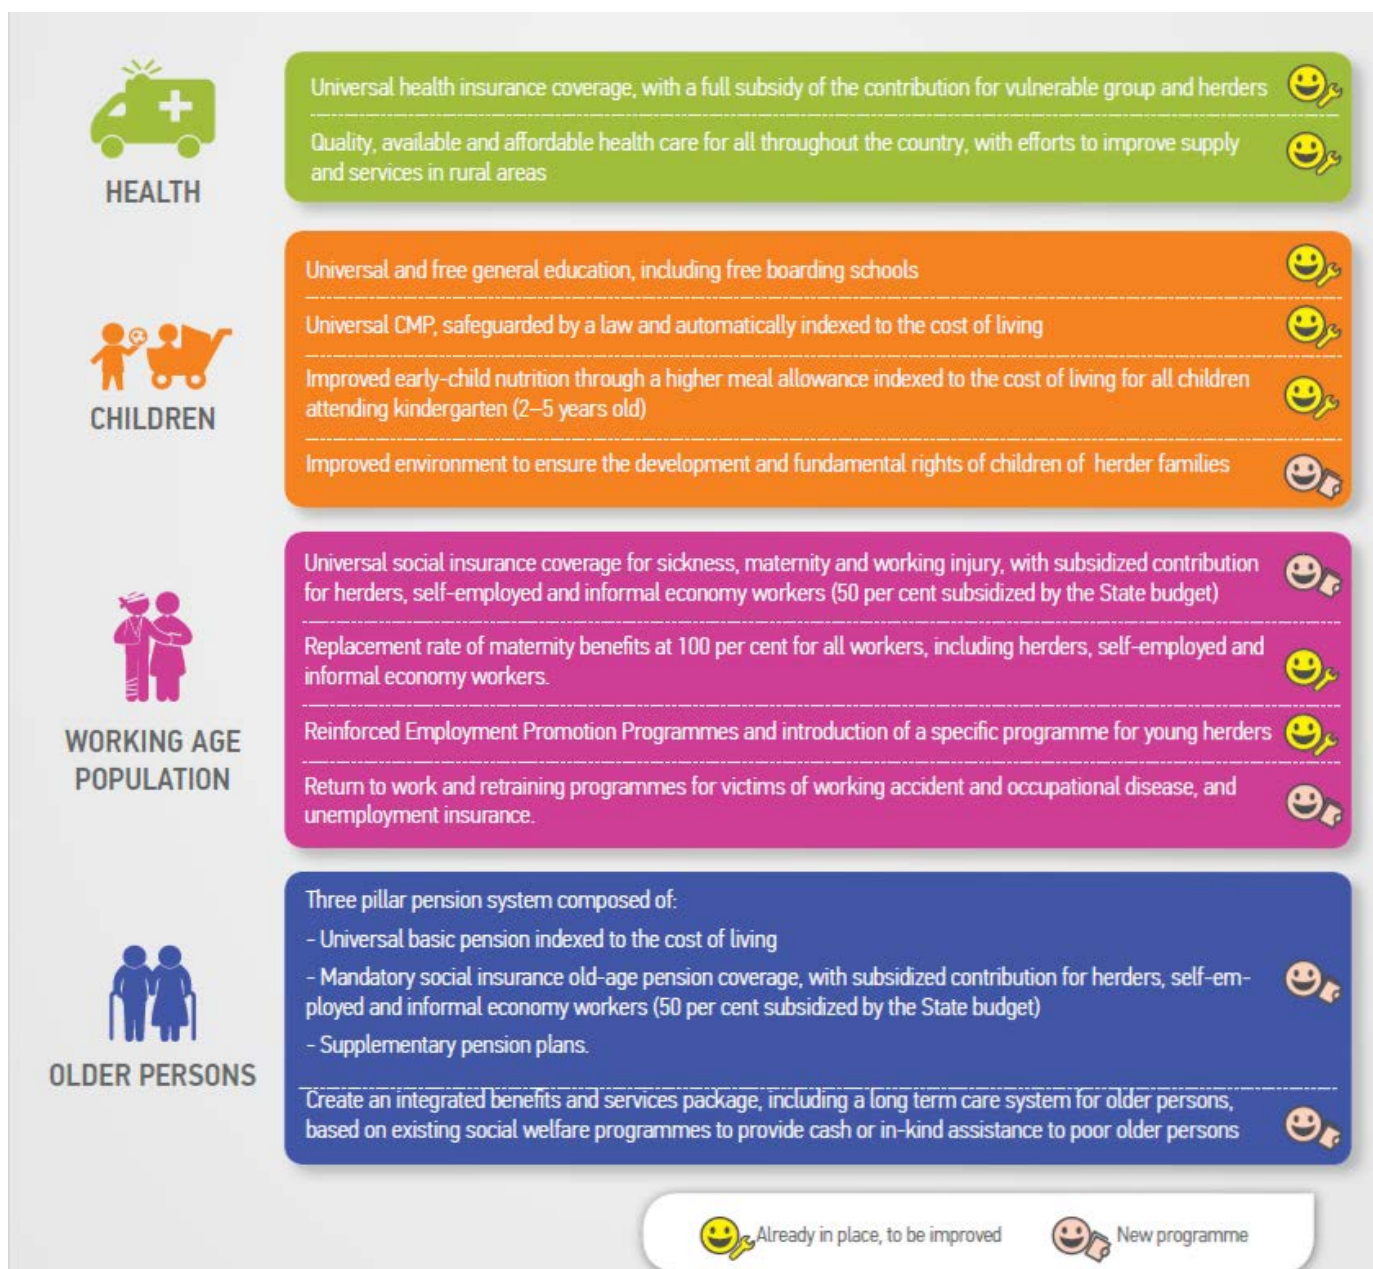 HEALTH
Universal health insurance coverage, with a full subsidy of the contribution for vulnerable group and herders
Quality, available and affordable health care for all throughout the country, with efforts to improve supply
and services in rural areas
CHILDREN
Universal and free general education, including free boarding schools
Universal CMP, safeguarded by a law and automatically indexed to the cost of living
Improved early-child nutrition through a higher meal allowance indexed to the cost of living for all children
attending kindergarten (2–5 years old)
Improved environment to ensure the development and fundamental rights of children of herder families
WORKING AGE
POPULATION
Universal social insurance coverage for sickness, maternity and working injury, with subsidized contribution
for herders, self-employed and informal economy workers (50 per cent subsidized by the State budget)
Replacement rate of maternity benefits at 100 per cent for all workers, including herders, self-employed and
informal economy workers.
Reinforced Employment Promotion Programmes and introduction of a specific programme for young herders
Return to work and retraining programmes for victims of working accident and occupational disease, and
unemployment insurance.
OLDER PERSONS
Three pillar pension system composed of:
- Universal basic pension indexed to the cost of living
- Mandatory social insurance old-age pension coverage, with subsidized contribution for herders, self-em-
ployed and informal economy workers (50 per cent subsidized by the State budget)
- Supplementary pension plans.
Create an integrated benefits and services package, including a long term care system for older persons,
based on existing social welfare programmes to provide cash or in-kind assistance to poor older persons
Already in place, to be improved
New programme